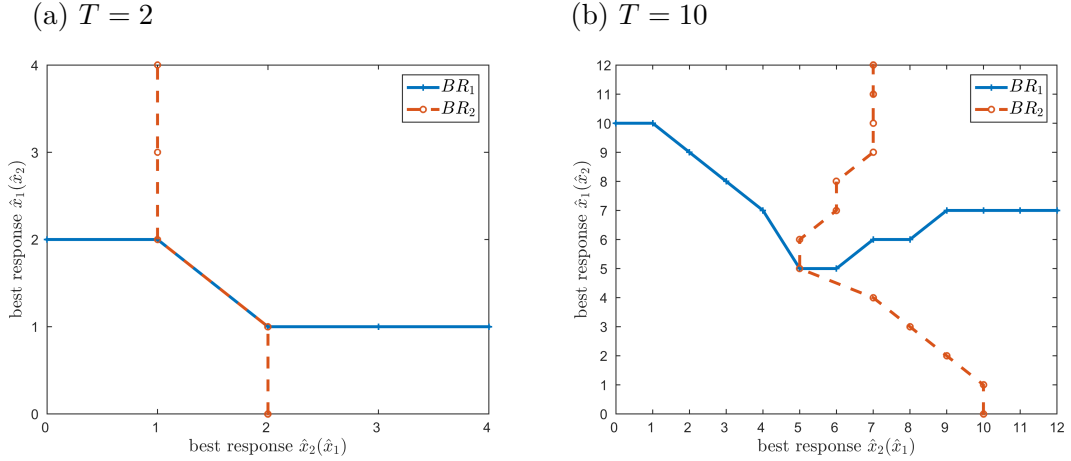 (a) T = 2
4
3
2
1
0
0 1 2 3 4
best response x̂₁(x̂₂)
best response x̂₂(x̂₁)
BR₁
BR₂
(b) T = 10
12
11
10
9
8
7
6
5
4
3
2
1
0
0 1 2 3 4 5 6 7 8 9 10 11 12
best response x̂₁(x̂₂)
best response x̂₂(x̂₁)
BR₁
BR₂